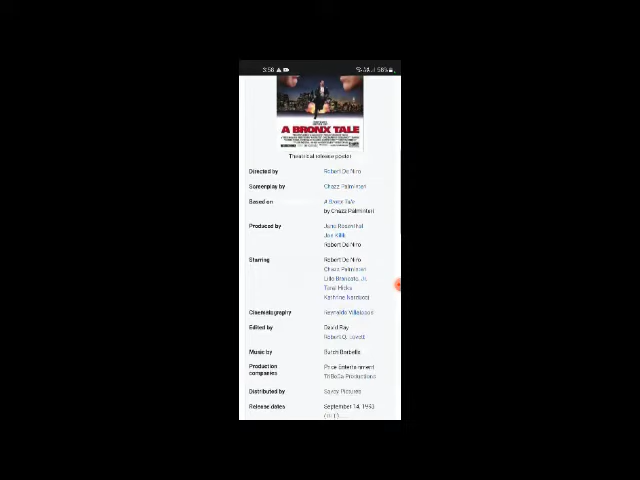 3:58
56%
A BRONX TALE
Theatrical release poster
Directed by Robert De Niro
Screenplay by Chazz Palminteri
Based on A Bronx Tale
by Chazz Palminteri
Produced by Jane Rosenthal
Jon Kilik
Robert De Niro
Starring Robert De Niro
Chazz Palminteri
Lillo Brancato, Jr.
Taral Hicks
Kathrine Narducci
Cinematography Reynaldo Villalobos
Edited by David Ray
Robert Q. Lovett
Music by Butch Barbella
Production Price Entertainment
companies TriBeCa Productions
Distributed by Savoy Pictures
Release dates September 14, 1993